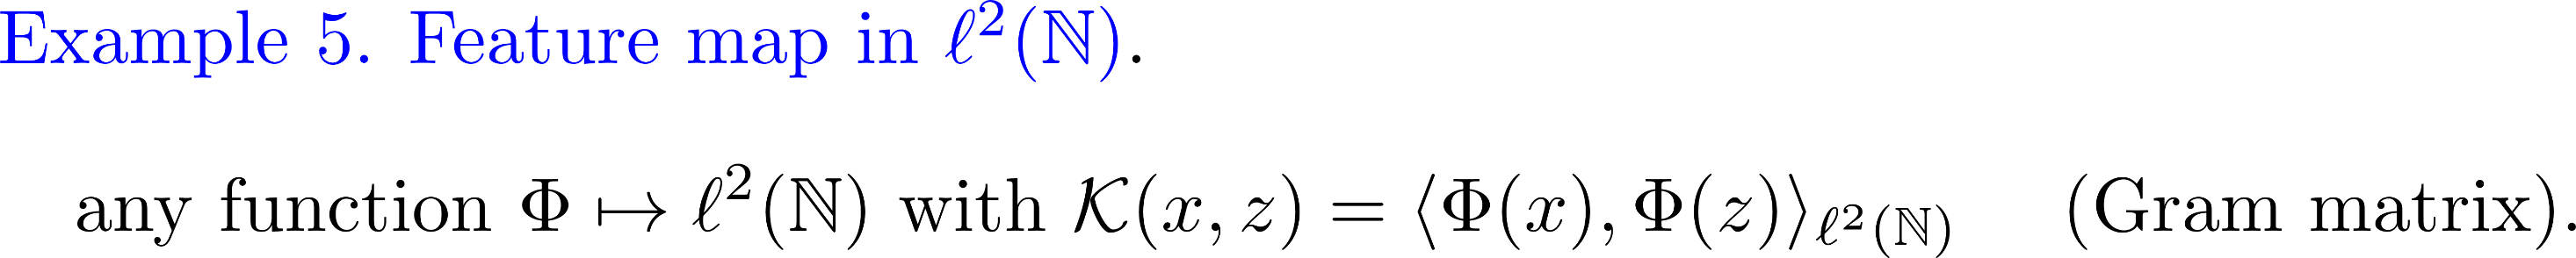 Example 5. Feature map in ℓ²(ℕ).
any function Φ ↦ ℓ²(ℕ) with 𝒦(x, z) = ⟨Φ(x), Φ(z)⟩_{ℓ²(ℕ)} (Gram matrix).